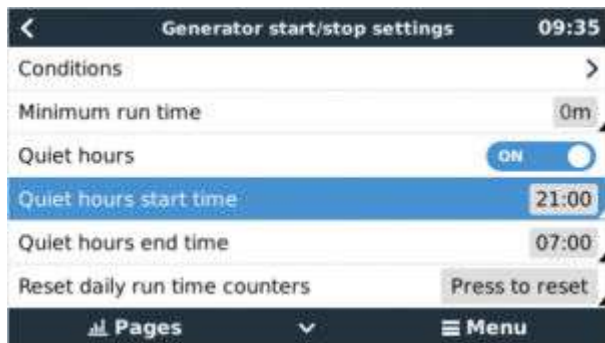 Generator start/stop settings 09:35
Conditions
Minimum run time 0m
Quiet hours ON
Quiet hours start time 21:00
Quiet hours end time 07:00
Reset daily run time counters Press to reset
Pages Menu